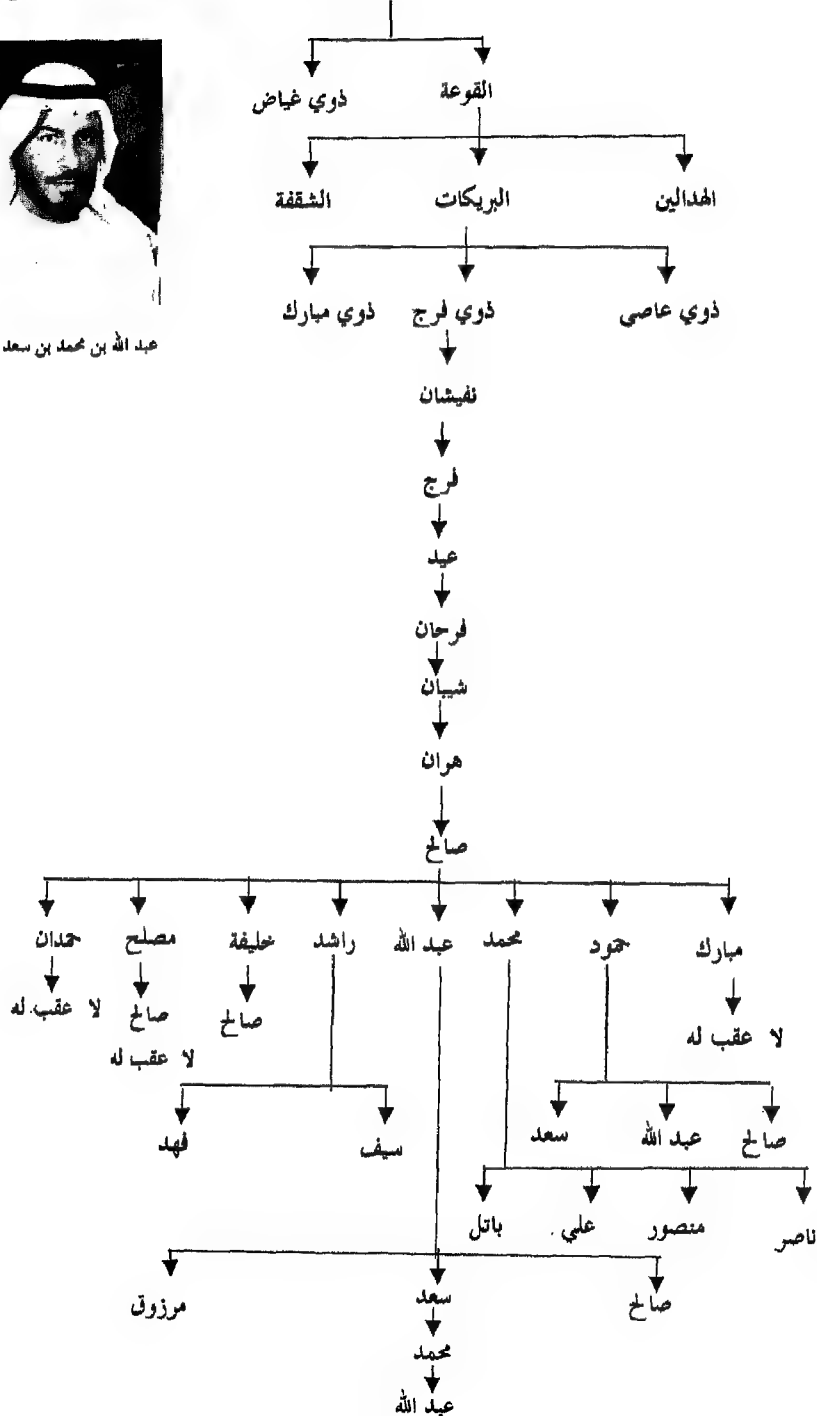 القوعة ذوي غياض
الهدالين البريكات الشقفة
ذوي عاصي ذوي فرج ذوي مبارك
عبد الله بن محمد بن سعد
نفيشان
فرج
عيد
فرحان
شيبان
هران
صالح
مبارك حمود محمد عبد الله راشد خليفة مصلح حمدان
لا عقب له صالح صالح لا عقب له
لا عقب له
صالح عبد الله سعد سيف فهد
ناصر منصور علي باتل
صالح سعد مرزوق
محمد
عبد الله